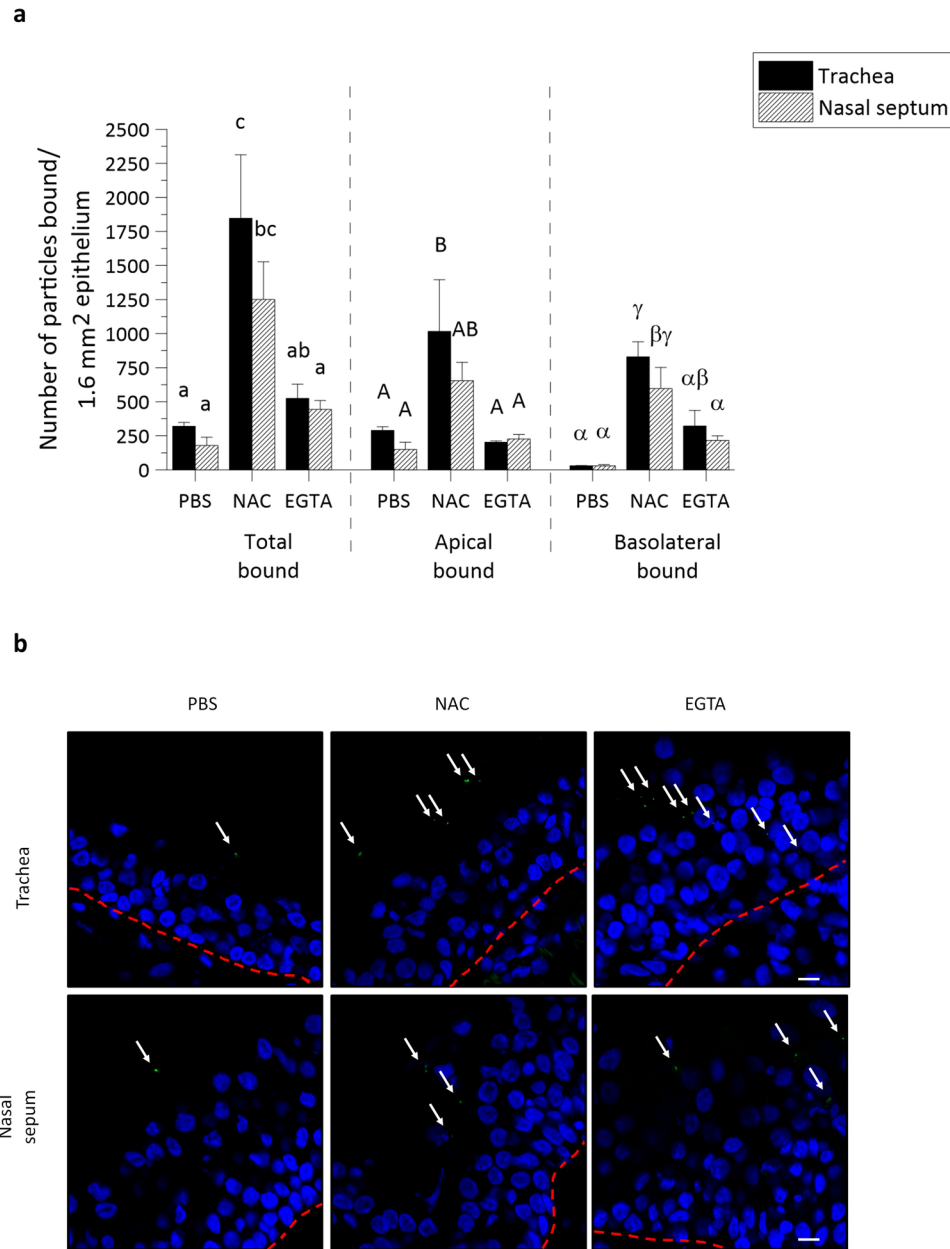 a
Trachea
Nasal septum
Number of particles bound/
1.6 mm2 epithelium
2500
2250
2000
1750
1500
1250
1000
750
500
250
0
a
a
c
bc
ab
a
A
A
B
AB
A
A
α
α
γ
βγ
αβ
α
PBS NAC EGTA
PBS NAC EGTA
PBS NAC EGTA
Total
bound
Apical
bound
Basolateral
bound
b
PBS NAC EGTA
Trachea
Nasal
sepum